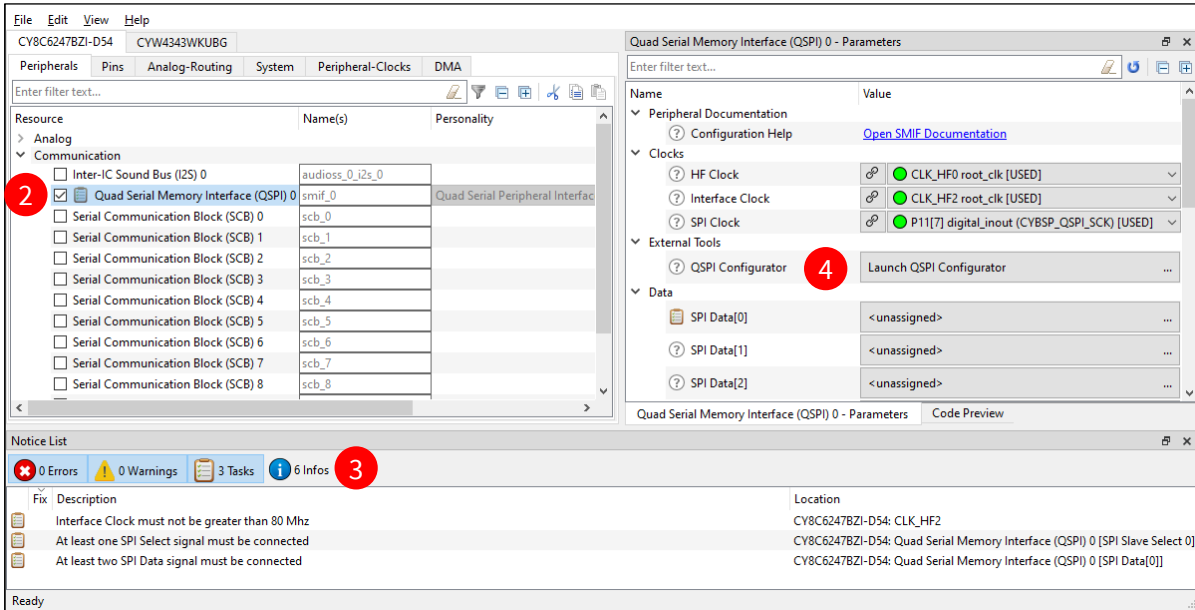 File Edit View Help
CY8C6247BZI-D54 CYW4343WKUBG
Peripherals Pins Analog-Routing System Peripheral-Clocks DMA
Enter filter text...
Resource Name(s) Personality
Analog
Communication
Inter-IC Sound Bus (I2S) 0 audioss_0_i2s_0
2 Quad Serial Memory Interface (QSPI) 0 smif_0 Quad Serial Peripheral Interfac
Serial Communication Block (SCB) 0 scb_0
Serial Communication Block (SCB) 1 scb_1
Serial Communication Block (SCB) 2 scb_2
Serial Communication Block (SCB) 3 scb_3
Serial Communication Block (SCB) 4 scb_4
Serial Communication Block (SCB) 5 scb_5
Serial Communication Block (SCB) 6 scb_6
Serial Communication Block (SCB) 7 scb_7
Serial Communication Block (SCB) 8 scb_8
Quad Serial Memory Interface (QSPI) 0 - Parameters
Enter filter text...
Name Value
Peripheral Documentation
Configuration Help Open SMIF Documentation
Clocks
HF Clock CLK_HF0 root_clk [USED]
Interface Clock CLK_HF2 root_clk [USED]
SPI Clock P11[7] digital_inout (CYBSP_QSPI_SCK) [USED]
External Tools
QSPI Configurator 4 Launch QSPI Configurator ...
Data
SPI Data[0] <unassigned> ...
SPI Data[1] <unassigned> ...
SPI Data[2] <unassigned> ...
Quad Serial Memory Interface (QSPI) 0 - Parameters Code Preview
Notice List
0 Errors 0 Warnings 3 Tasks 6 Infos 3
Fix Description Location
Interface Clock must not be greater than 80 Mhz CY8C6247BZI-D54: CLK_HF2
At least one SPI Select signal must be connected CY8C6247BZI-D54: Quad Serial Memory Interface (QSPI) 0 [SPI Slave Select 0]
At least two SPI Data signal must be connected CY8C6247BZI-D54: Quad Serial Memory Interface (QSPI) 0 [SPI Data[0]]
Ready